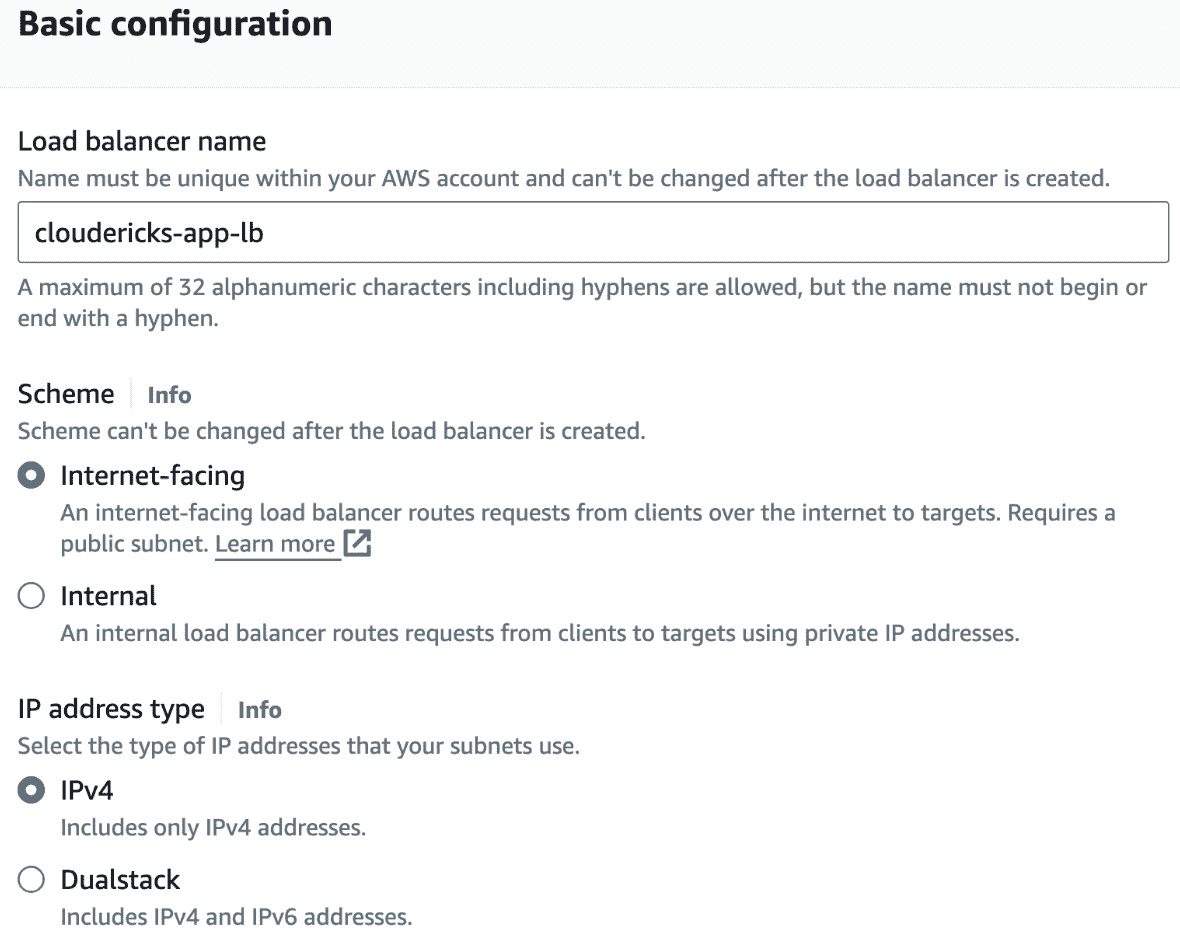 Basic configuration
Load balancer name
Name must be unique within your AWS account and can't be changed after the load balancer is created.
cloudericks-app-lb
A maximum of 32 alphanumeric characters including hyphens are allowed, but the name must not begin or
end with a hyphen.
Scheme Info
Scheme can't be changed after the load balancer is created.
Internet-facing
An internet-facing load balancer routes requests from clients over the internet to targets. Requires a
public subnet. Learn more
Internal
An internal load balancer routes requests from clients to targets using private IP addresses.
IP address type Info
Select the type of IP addresses that your subnets use.
IPv4
Includes only IPv4 addresses.
Dualstack
Includes IPv4 and IPv6 addresses.